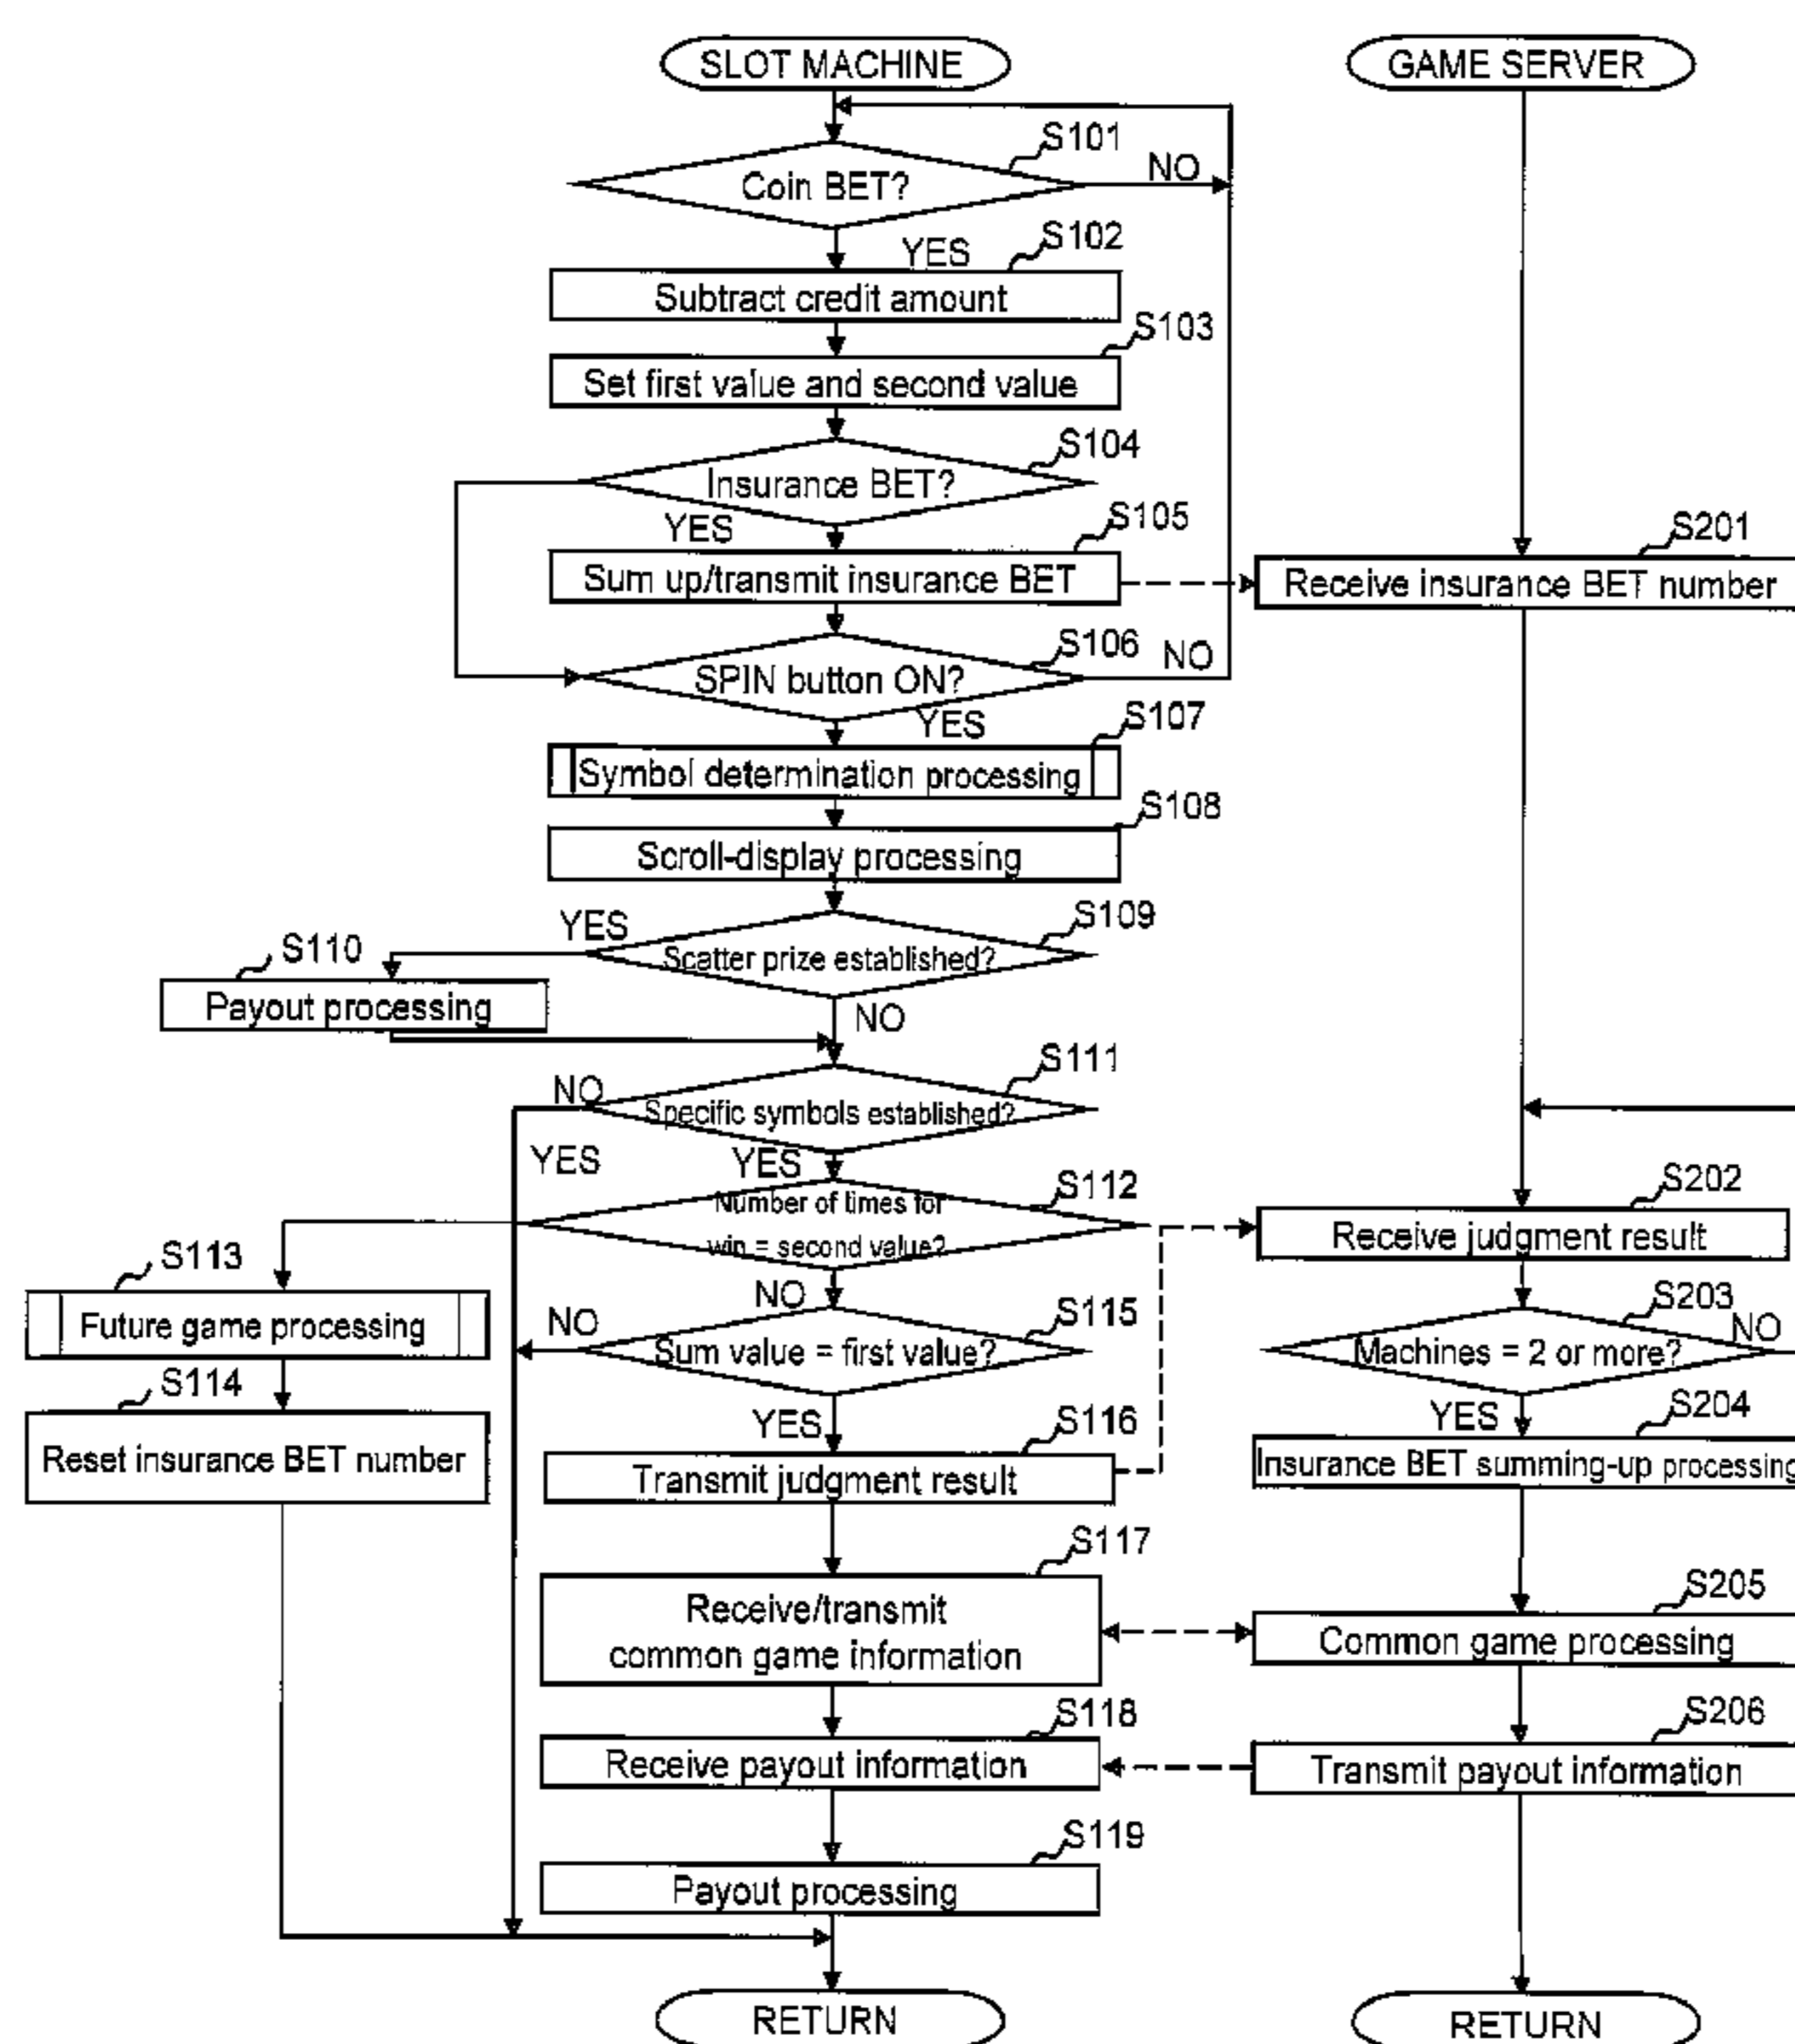 SLOT MACHINE
GAME SERVER
S101
Coin BET?
NO
YES
S102
Subtract credit amount
S103
Set first value and second value
S104
Insurance BET?
YES
S105
Sum up/transmit insurance BET
S201
Receive insurance BET number
S106
SPIN button ON?
NO
YES
S107
Symbol determination processing
S108
Scroll-display processing
S109
YES
Scatter prize established?
S110
Payout processing
NO
S111
NO
Specific symbols established?
YES
YES
S112
Number of times for
win = second value?
S202
Receive judgment result
S113
Future game processing
NO
S115
NO
Sum value = first value?
S203
NO
Machines = 2 or more?
S114
Reset insurance BET number
YES
S116
Transmit judgment result
YES
S204
Insurance BET summing-up processing
S117
Receive/transmit
common game information
S205
Common game processing
S118
Receive payout information
S206
Transmit payout information
S119
Payout processing
RETURN
RETURN